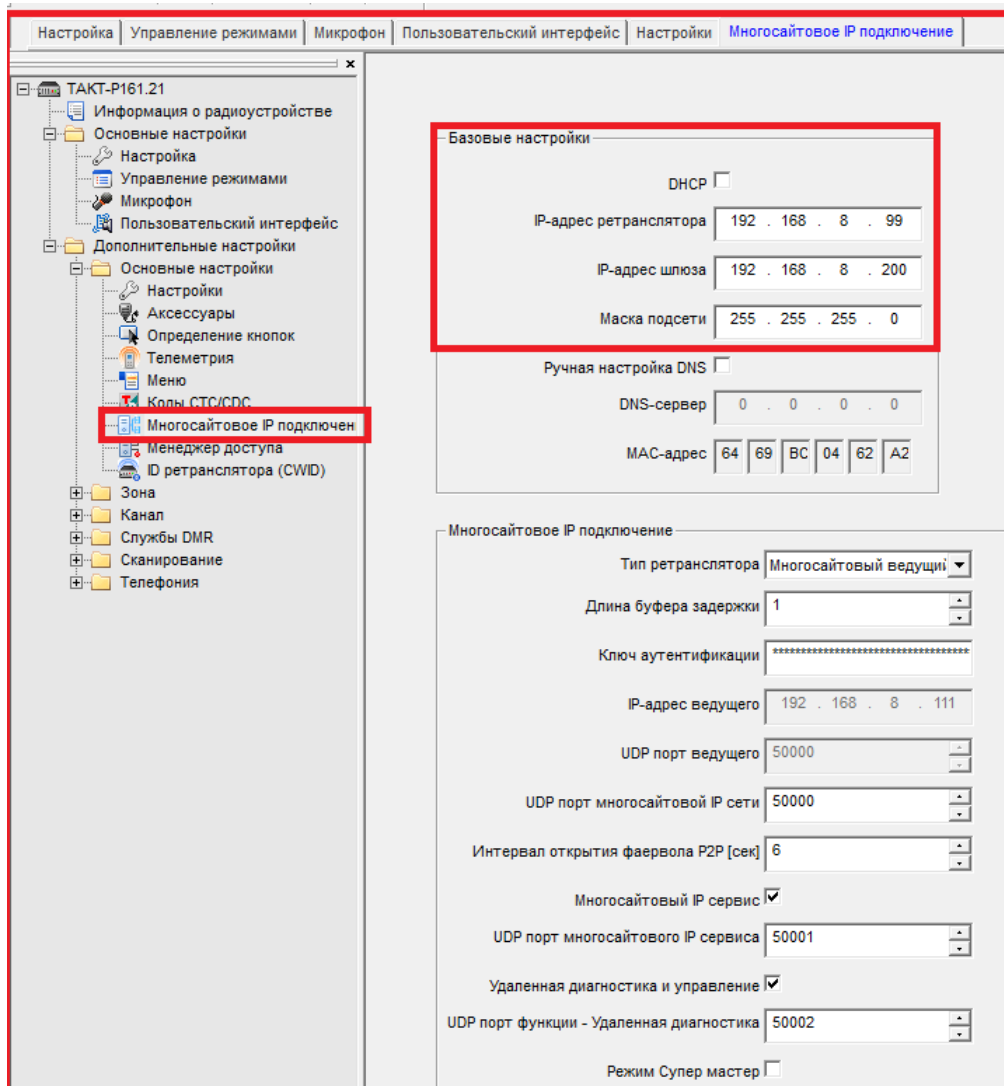 Настройка Управление режимами Микрофон Пользовательский интерфейс Настройки Многосайтовое IP подключение
ТАКТ-Р161.21
Информация о радиоустройстве
Основные настройки
Настройка
Управление режимами
Микрофон
Пользовательский интерфейс
Дополнительные настройки
Основные настройки
Настройки
Аксессуары
Определение кнопок
Телеметрия
Меню
Коды CTC/CDC
Многосайтовое IP подключен
Менеджер доступа
ID ретранслятора (CWID)
Зона
Канал
Службы DMR
Сканирование
Телефония
Базовые настройки
DHCP
IP-адрес ретранслятора 192 . 168 . 8 . 99
IP-адрес шлюза 192 . 168 . 8 . 200
Маска подсети 255 . 255 . 255 . 0
Ручная настройка DNS
DNS-сервер 0 . 0 . 0 . 0
MAC-адрес 64 69 BC 04 62 A2
Многосайтовое IP подключение
Тип ретранслятора Многосайтовый ведущий
Длина буфера задержки 1
Ключ аутентификации ************************************
IP-адрес ведущего 192 . 168 . 8 . 111
UDP порт ведущего 50000
UDP порт многосайтовой IP сети 50000
Интервал открытия фаервола P2P [сек] 6
Многосайтовый IP сервис
UDP порт многосайтового IP сервиса 50001
Удаленная диагностика и управление
UDP порт функции - Удаленная диагностика 50002
Режим Супер мастер